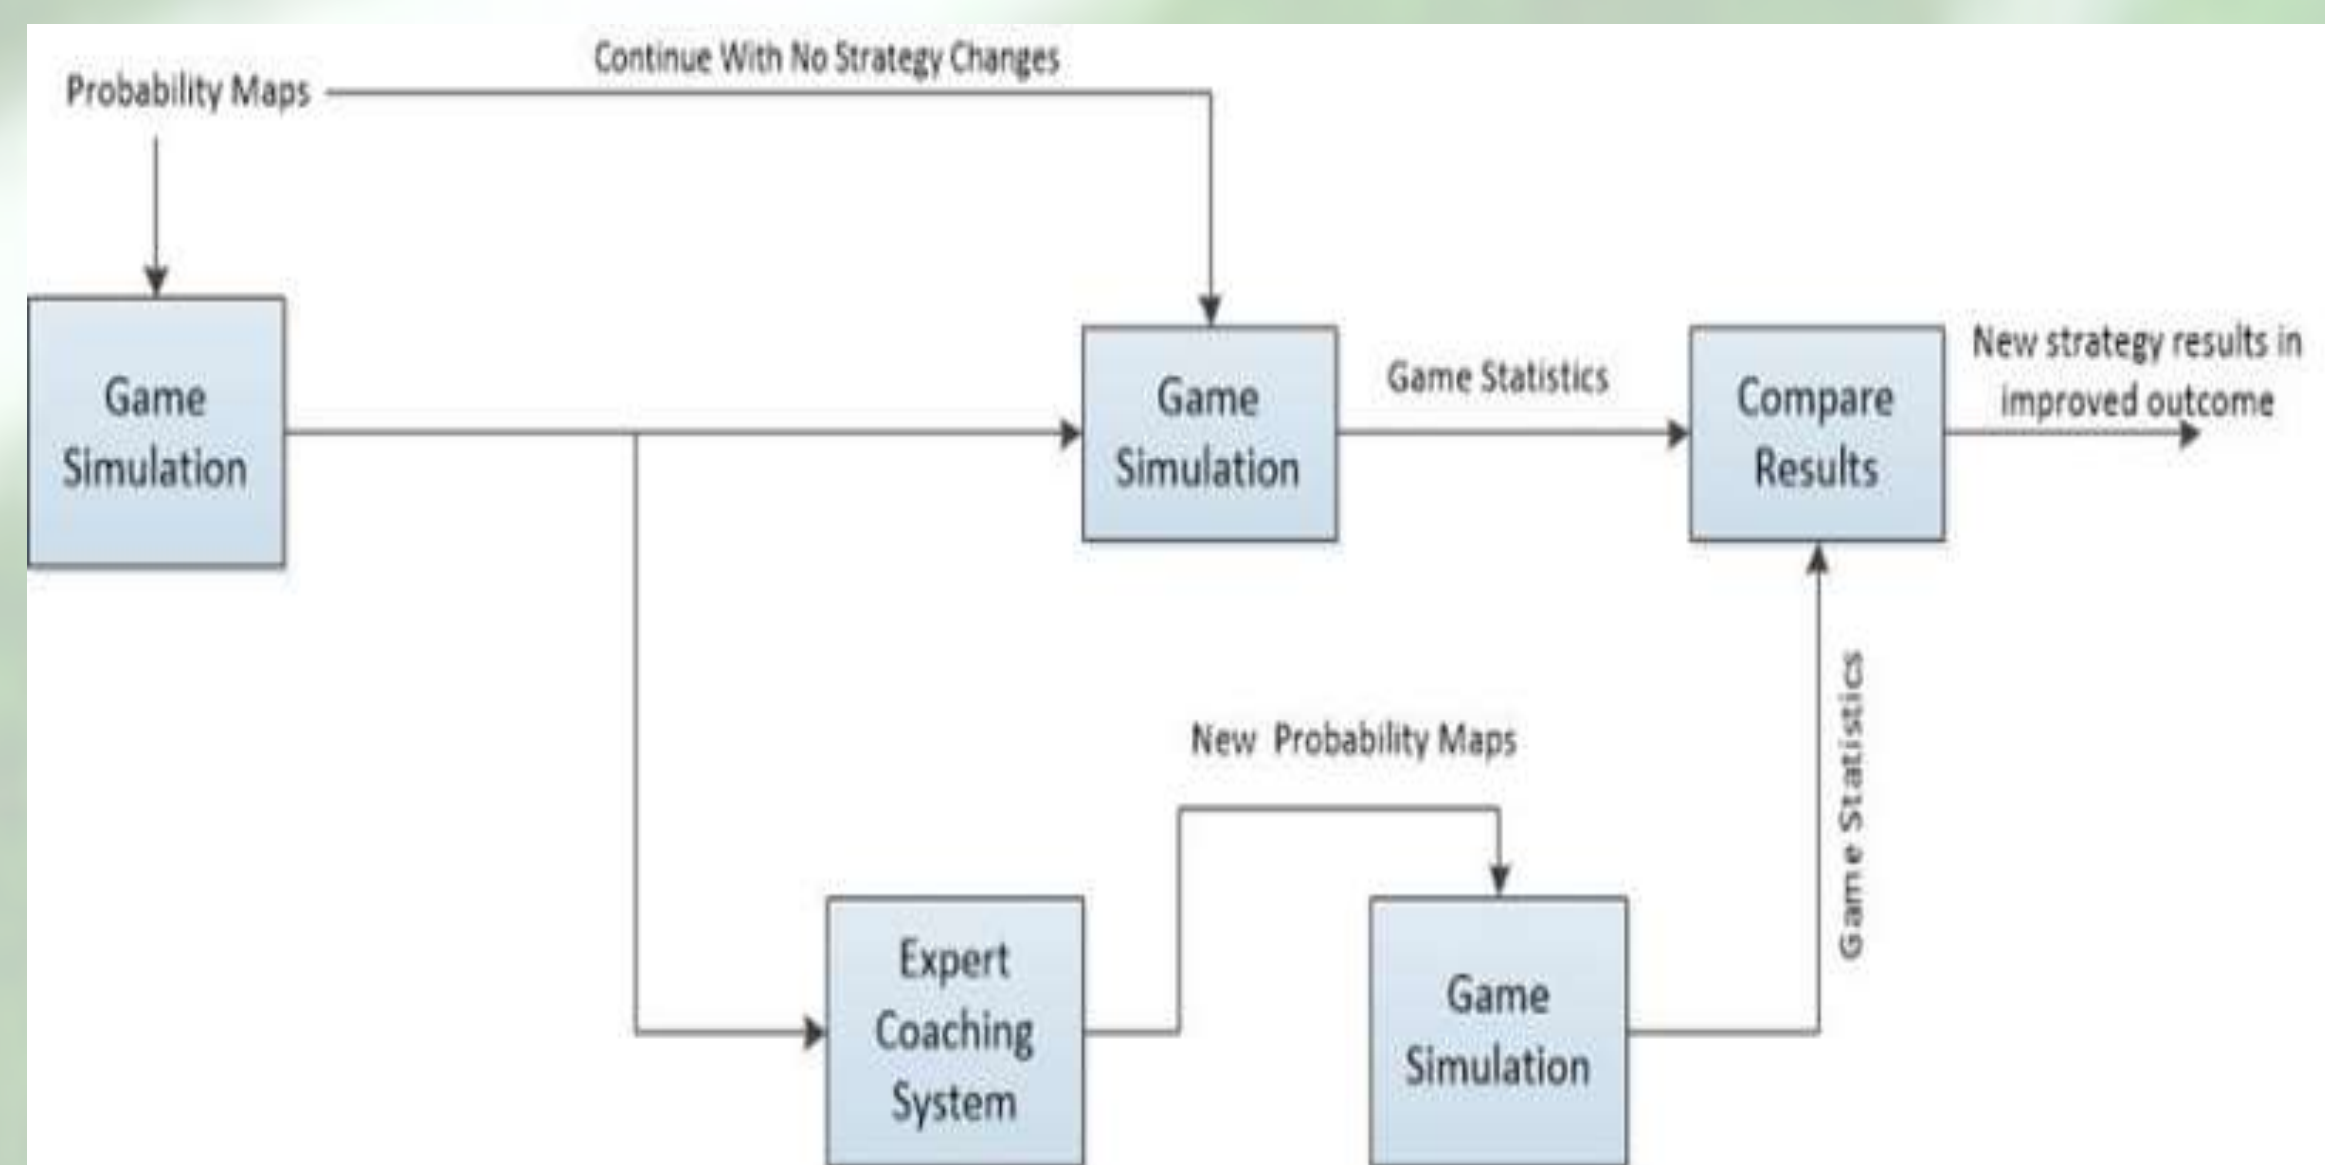 Continue With No Strategy Changes
Probability Maps
Game
Simulation
Game
Simulation
Game Statistics
Compare
Results
New strategy results in
improved outcome
New Probability Maps
Game Statistics
Expert
Coaching
System
Game
Simulation